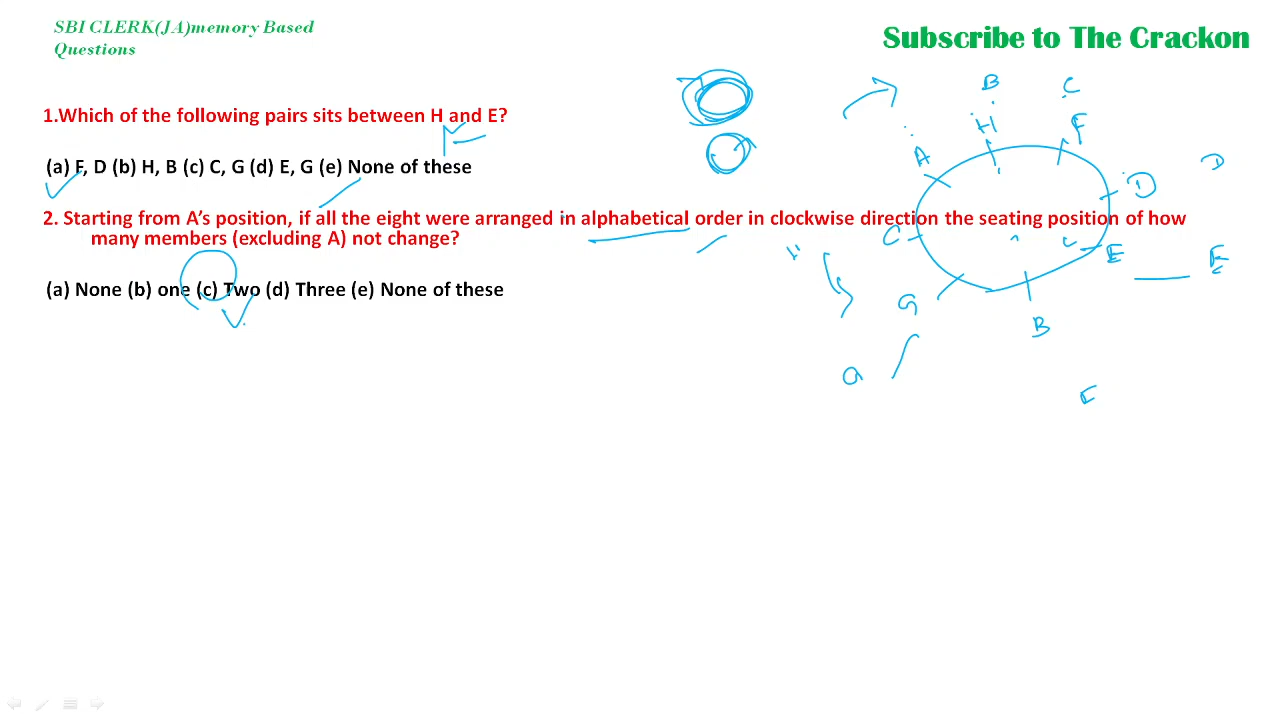 SBI CLERK(JA)memory Based
Questions
Subscribe to The Crackon
1.Which of the following pairs sits between H and E?
(a) F, D (b) H, B (c) C, G (d) E, G (e) None of these
2. Starting from A's position, if all the eight were arranged in alphabetical order in clockwise direction the seating position of how
many members (excluding A) not change?
(a) None (b) one (c) Two (d) Three (e) None of these
B C
H F
A
D D
C
E
G
B